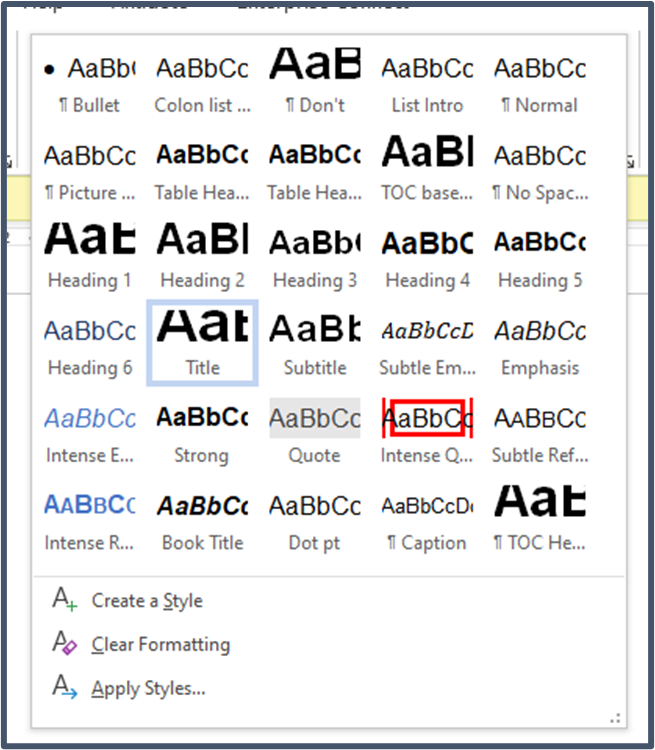 • AaBb( AaBbCc AaB AaBbCc AaBbCc
¶ Bullet Colon list ... ¶ Don't List Intro ¶ Normal
AaBbCc AaBbCc AaBbCc AaBl AaBbCc
¶ Picture ... Table Hea... Table Hea... TOC base... ¶ No Spac...
AaE AaBl AaBb( AaBbC AaBbCc
Heading 1 Heading 2 Heading 3 Heading 4 Heading 5
AaBbCc Aat AaBb AaBbCcD AaBbCc
Heading 6 Title Subtitle Subtle Em... Emphasis
AaBbCc AaBbCc AaBbCc AaBbCc AABBCC
Intense E... Strong Quote Intense Q... Subtle Ref...
AABBCC AaBbCc AaBbCc AaBbCcD AaE
Intense R... Book Title Dot pt ¶ Caption ¶ TOC He...
Create a Style
Clear Formatting
Apply Styles...